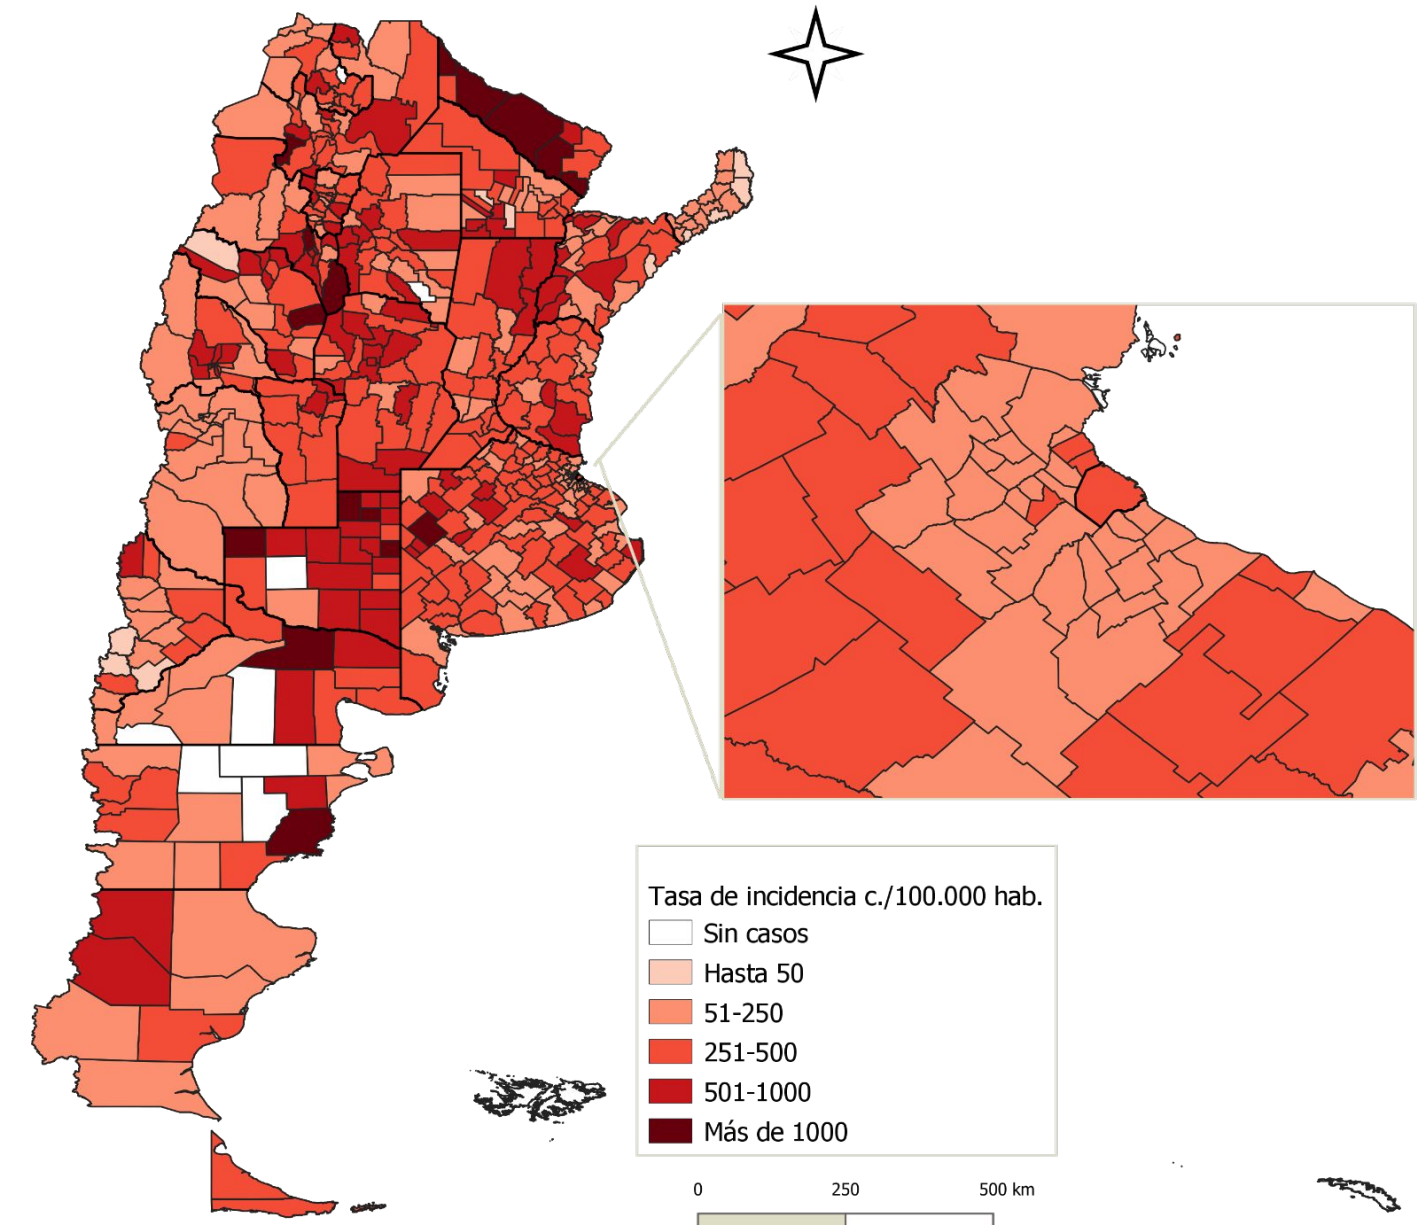 Tasa de incidencia c./100.000 hab.
Sin casos
Hasta 50
51-250
251-500
501-1000
Más de 1000
0 250 500 km